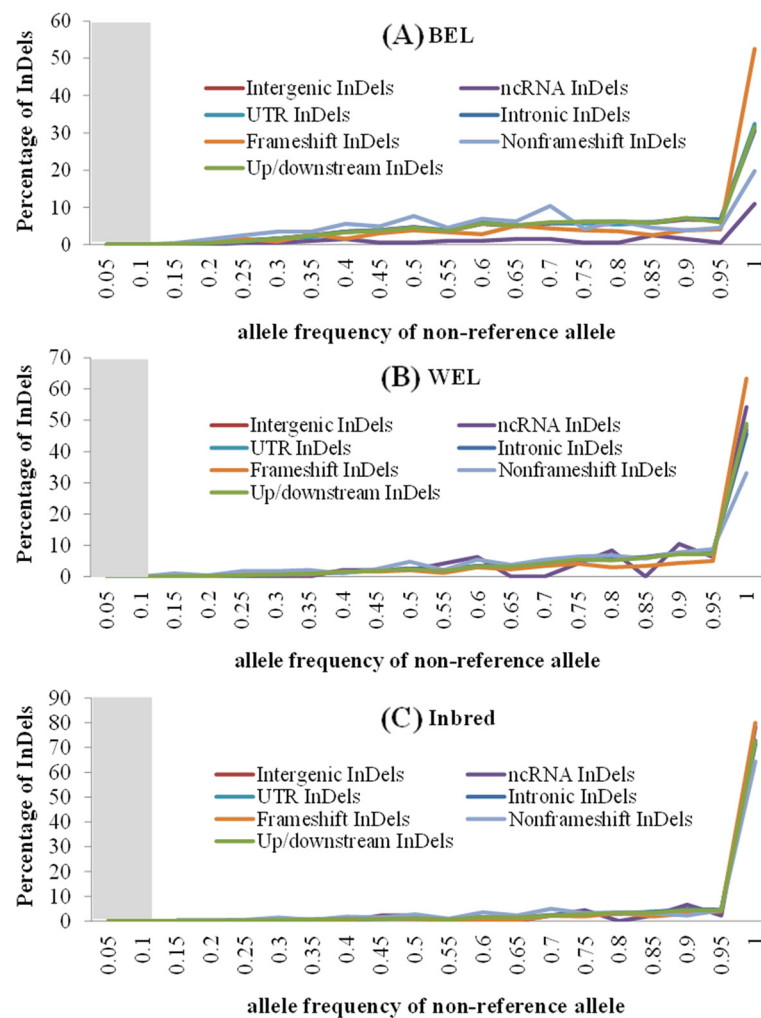 (A) BEL
Percentage of InDels
60
50
40
30
20
10
0
Intergenic InDels
ncRNA InDels
UTR InDels
Intronic InDels
Frameshift InDels
Nonframeshift InDels
Up/downstream InDels
0.05 0.1 0.15 0.2 0.25 0.3 0.35 0.4 0.45 0.5 0.55 0.6 0.65 0.7 0.75 0.8 0.85 0.9 0.95 1
allele frequency of non-reference allele
(B) WEL
Percentage of InDels
70
60
50
40
30
20
10
0
Intergenic InDels
ncRNA InDels
UTR InDels
Intronic InDels
Frameshift InDels
Nonframeshift InDels
Up/downstream InDels
0.05 0.1 0.15 0.2 0.25 0.3 0.35 0.4 0.45 0.5 0.55 0.6 0.65 0.7 0.75 0.8 0.85 0.9 0.95 1
allele frequency of non-reference allele
(C) Inbred
Percentage of InDels
90
80
70
60
50
40
30
20
10
0
Intergenic InDels
ncRNA InDels
UTR InDels
Intronic InDels
Frameshift InDels
Nonframeshift InDels
Up/downstream InDels
0.05 0.1 0.15 0.2 0.25 0.3 0.35 0.4 0.45 0.5 0.55 0.6 0.65 0.7 0.75 0.8 0.85 0.9 0.95 1
allele frequency of non-reference allele